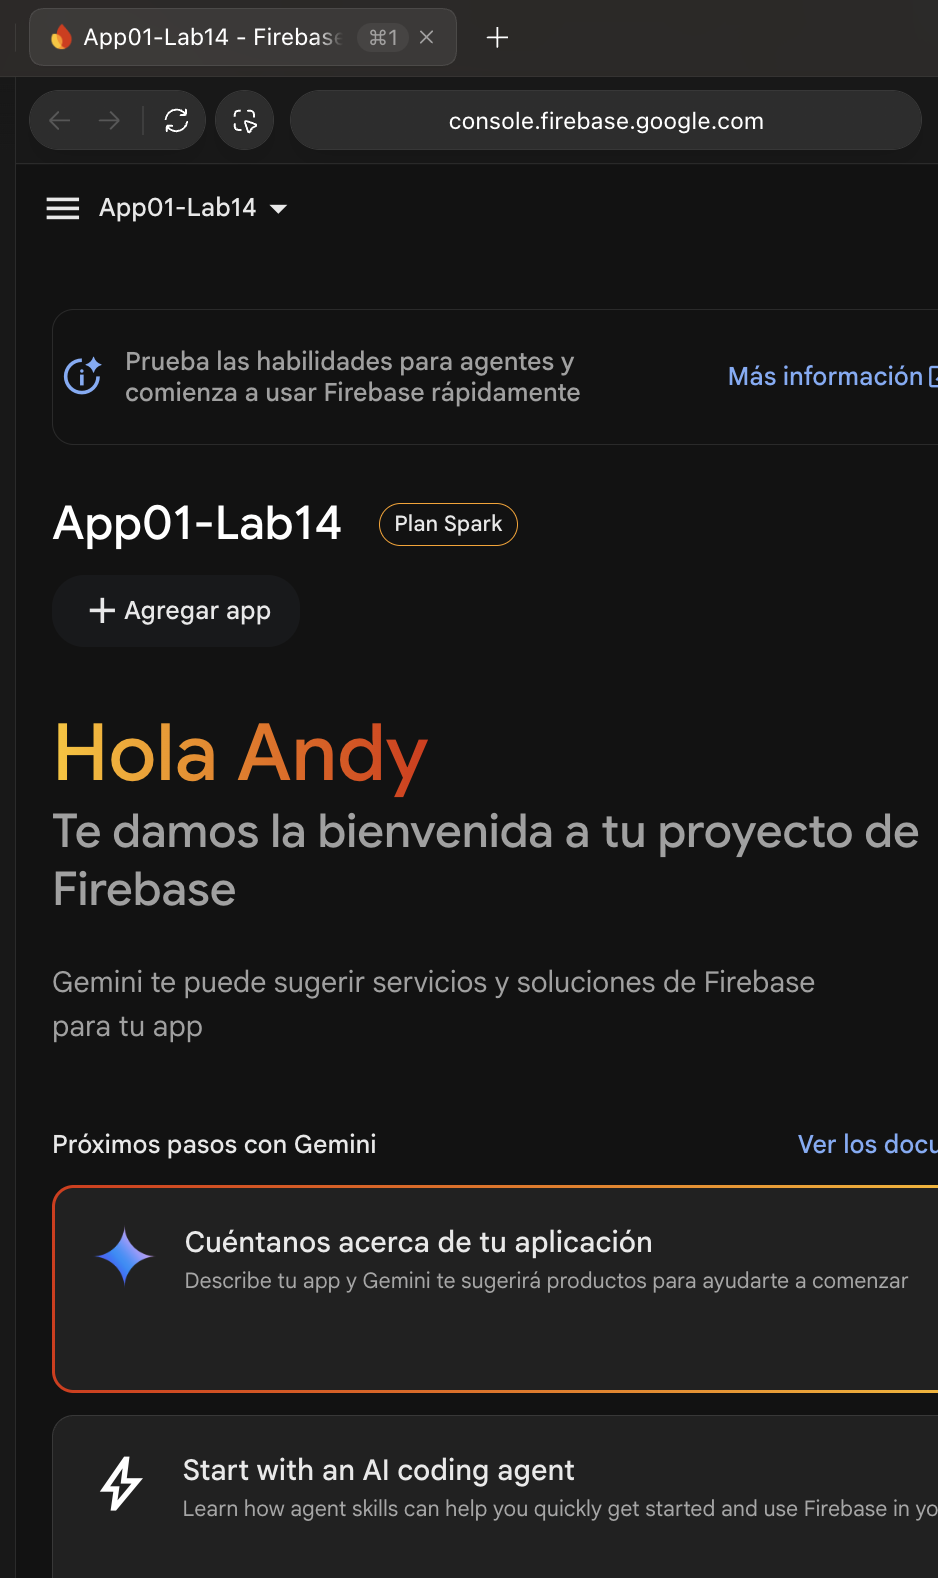 App01-Lab14 - Firebase ⌘1
console.firebase.google.com
App01-Lab14
Prueba las habilidades para agentes y
comienza a usar Firebase rápidamente
Más información
App01-Lab14
Plan Spark
Agregar app
Hola Andy
Te damos la bienvenida a tu proyecto de
Firebase
Gemini te puede sugerir servicios y soluciones de Firebase
para tu app
Próximos pasos con Gemini
Ver los docu
Cuéntanos acerca de tu aplicación
Describe tu app y Gemini te sugerirá productos para ayudarte a comenzar
Start with an AI coding agent
Learn how agent skills can help you quickly get started and use Firebase in yo